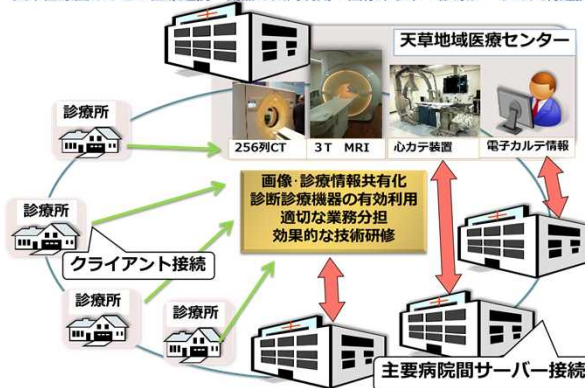 天草地域医療センター
診療所
256列CT
3T MRI
心カテ装置
電子カルテ情報
画像･診療情報共有化
診断診療機器の有効利用
適切な業務分担
効果的な技術研修
診療所
クライアント接続
診療所
診療所
主要病院間サーバー接続